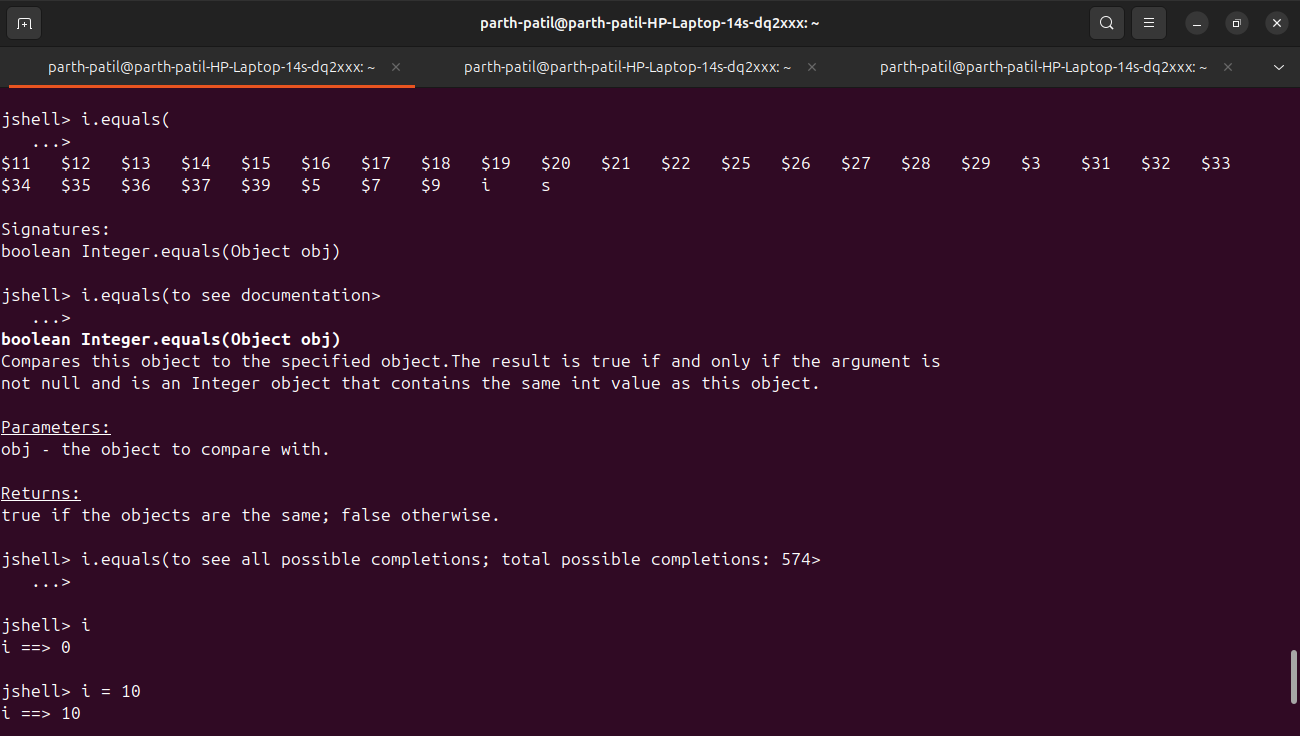 parth-patil@parth-patil-HP-Laptop-14s-dq2xxx: ~
parth-patil@parth-patil-HP-Laptop-14s-dq2xxx: ~ parth-patil@parth-patil-HP-Laptop-14s-dq2xxx: ~ parth-patil@parth-patil-HP-Laptop-14s-dq2xxx: ~
jshell> i.equals(
...>
$11 $12 $13 $14 $15 $16 $17 $18 $19 $20 $21 $22 $25 $26 $27 $28 $29 $3 $31 $32 $33
$34 $35 $36 $37 $39 $5 $7 $9 i s
Signatures:
boolean Integer.equals(Object obj)
jshell> i.equals(to see documentation>
...>
boolean Integer.equals(Object obj)
Compares this object to the specified object.The result is true if and only if the argument is
not null and is an Integer object that contains the same int value as this object.
Parameters:
obj - the object to compare with.
Returns:
true if the objects are the same; false otherwise.
jshell> i.equals(to see all possible completions; total possible completions: 574>
...>
jshell> i
i ==> 0
jshell> i = 10
i ==> 10